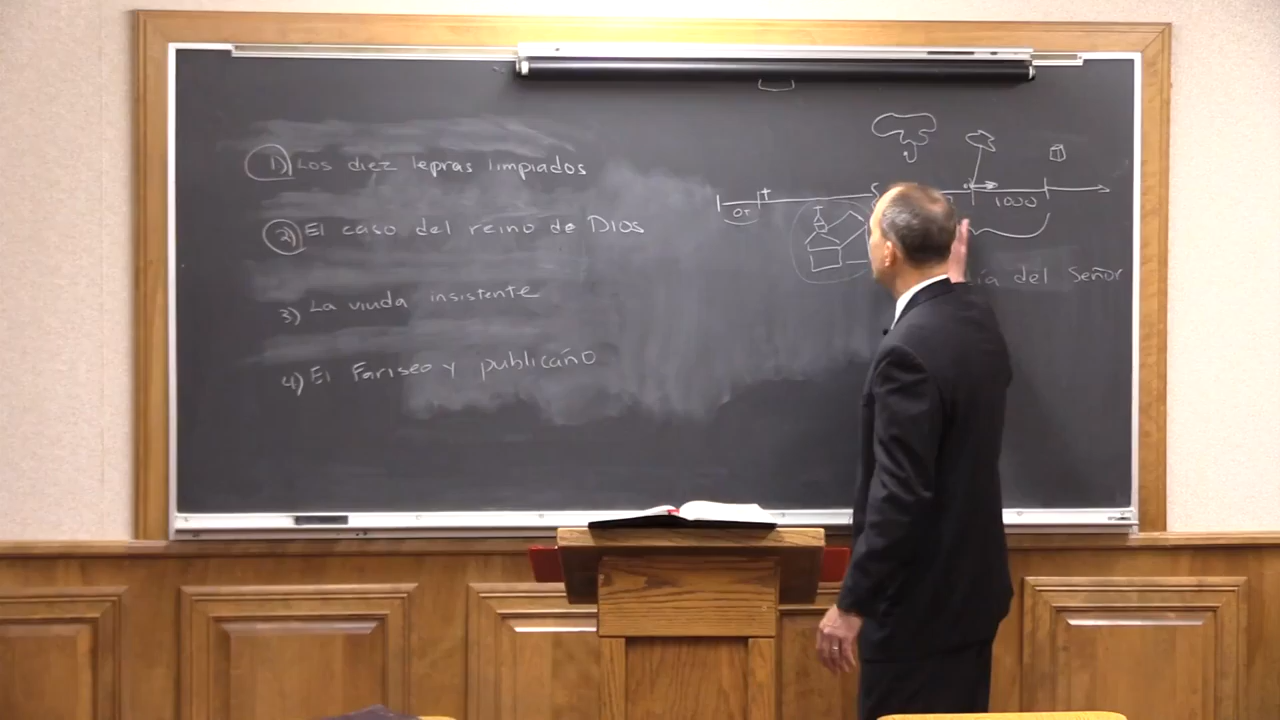 1) Los diez lepras limpiados
2) El caso del reino de Dios
3) La viuda insistente
4) El Fariseo y publicano
OT
1000
día del Señor